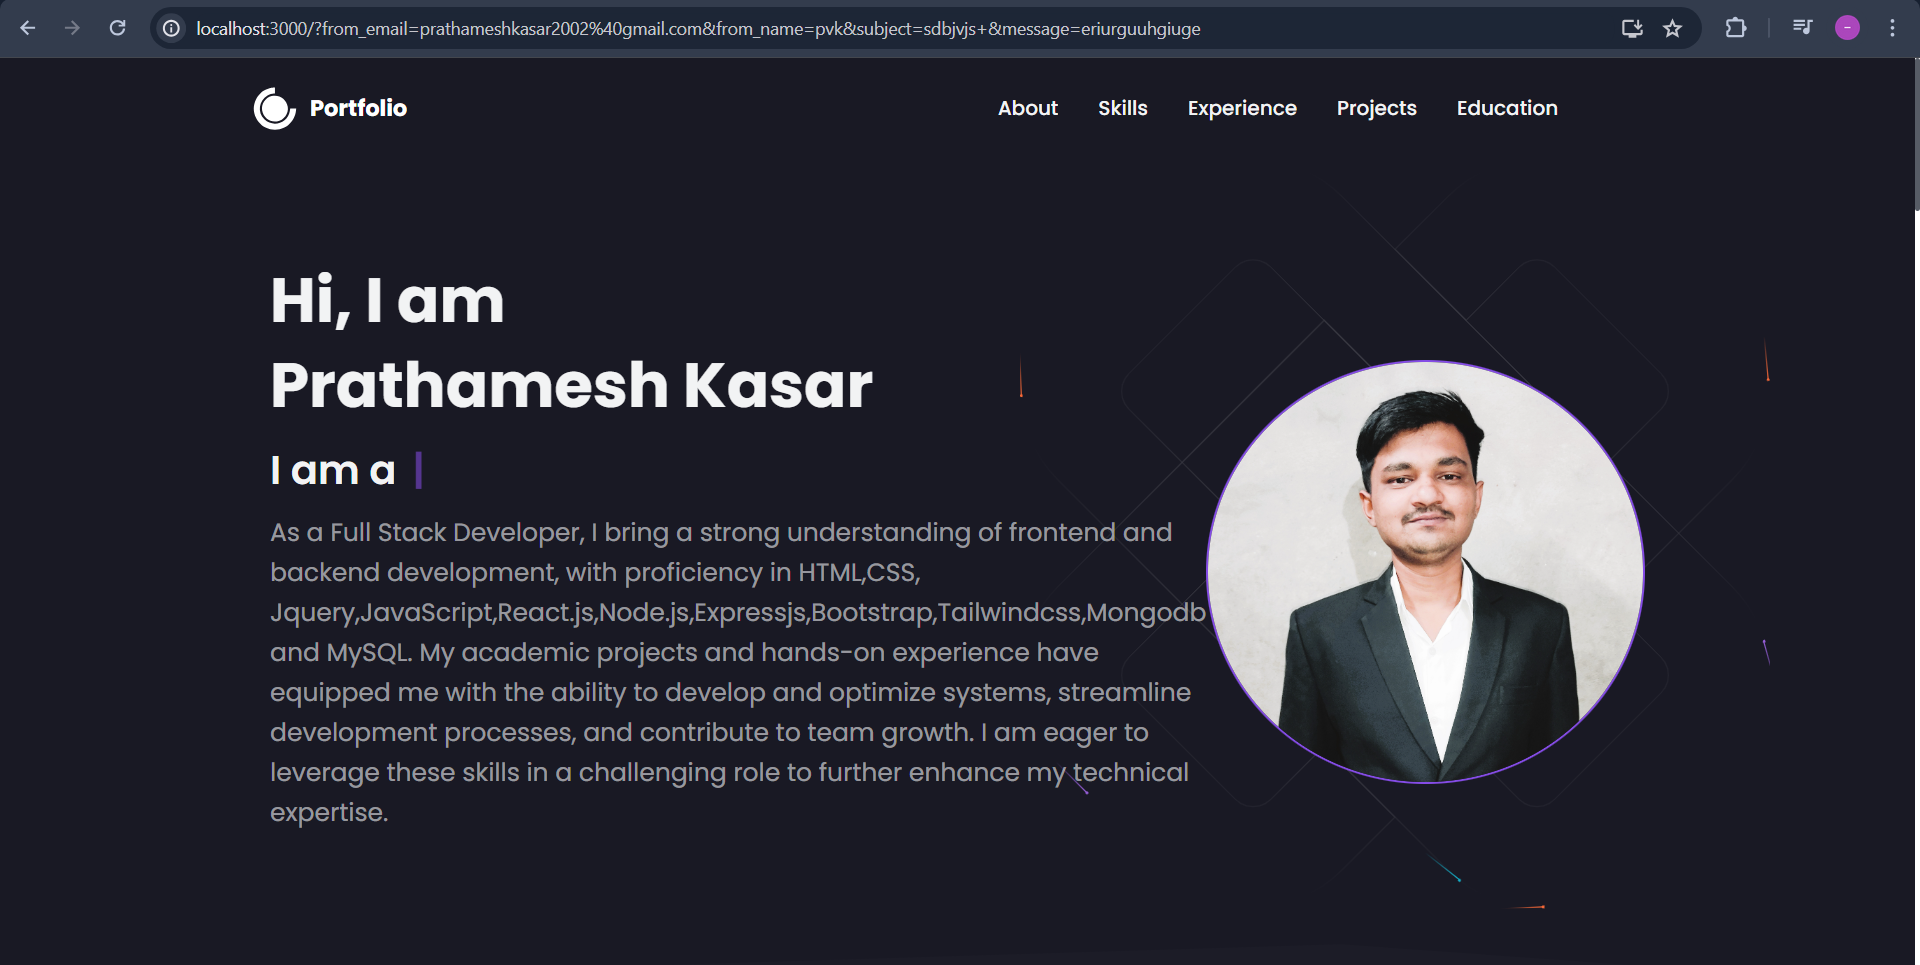 localhost:3000/?from_email=prathameshkasar2002%40gmail.com&from_name=pvk&subject=sdbjvjs+&message=eriurguuhgiuge
Portfolio
About Skills Experience Projects Education
Hi, I am
Prathamesh Kasar
I am a
As a Full Stack Developer, I bring a strong understanding of frontend and
backend development, with proficiency in HTML,CSS,
Jquery,JavaScript,React.js,Node.js,Expressjs,Bootstrap,Tailwindcss,Mongodb
and MySQL. My academic projects and hands-on experience have
equipped me with the ability to develop and optimize systems, streamline
development processes, and contribute to team growth. I am eager to
leverage these skills in a challenging role to further enhance my technical
expertise.